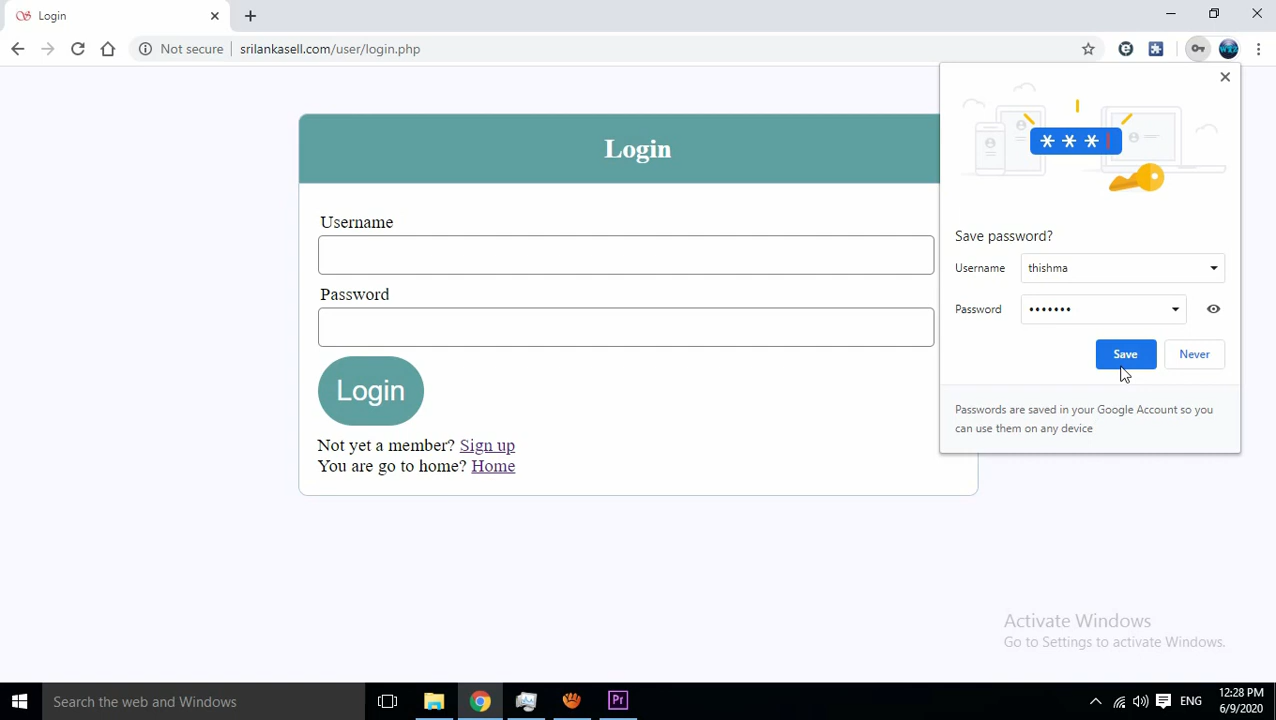 Login
Not secure
srilankasell.com/user/login.php
Login
Username
Password
Login
Not yet a member? Sign up
You are go to home? Home
* * *
Save password?
Username
thishma
Password
•••••••
Save
Never
Passwords are saved in your Google Account so you
can use them on any device
Activate Windows
Go to Settings to activate Windows.
Search the web and Windows
Pr
ENG
12:28 PM
6/9/2020